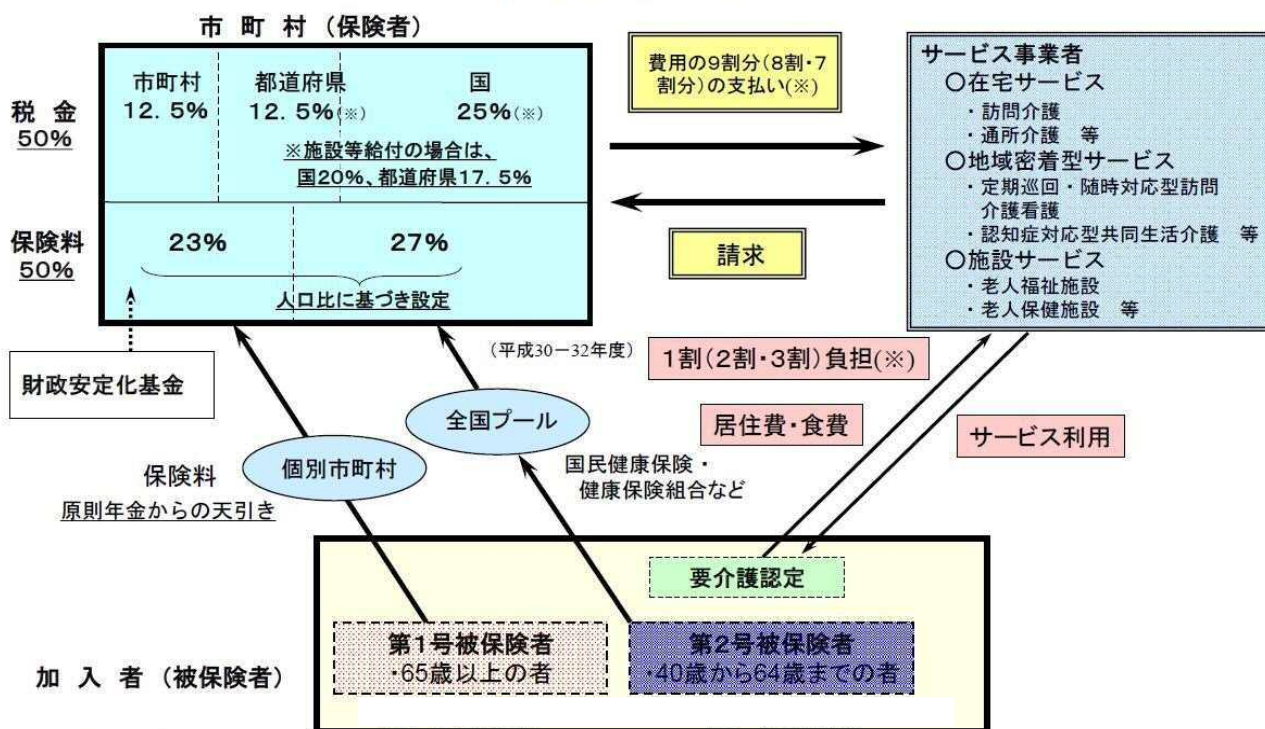 市 町 村 (保険者)
税 金
50%
市町村
12. 5%
都道府県
12. 5%(※)
国
25%(※)
※施設等給付の場合は、
国20%、都道府県17. 5%
保険料
50%
23%
27%
人口比に基づき設定
財政安定化基金
(平成30-32年度)
費用の9割分(8割・7
割分)の支払い(※)
請求
サービス事業者
○在宅サービス
・訪問介護
・通所介護 等
○地域密着型サービス
・定期巡回・随時対応型訪問
介護看護
・認知症対応型共同生活介護 等
○施設サービス
・老人福祉施設
・老人保健施設 等
1割(2割・3割)負担(※)
居住費・食費
サービス利用
全国プール
個別市町村
国民健康保険・
健康保険組合など
保険料
原則年金からの天引き
要介護認定
第1号被保険者
・65歳以上の者
第2号被保険者
・40歳から64歳までの者
加 入 者 (被保険者)